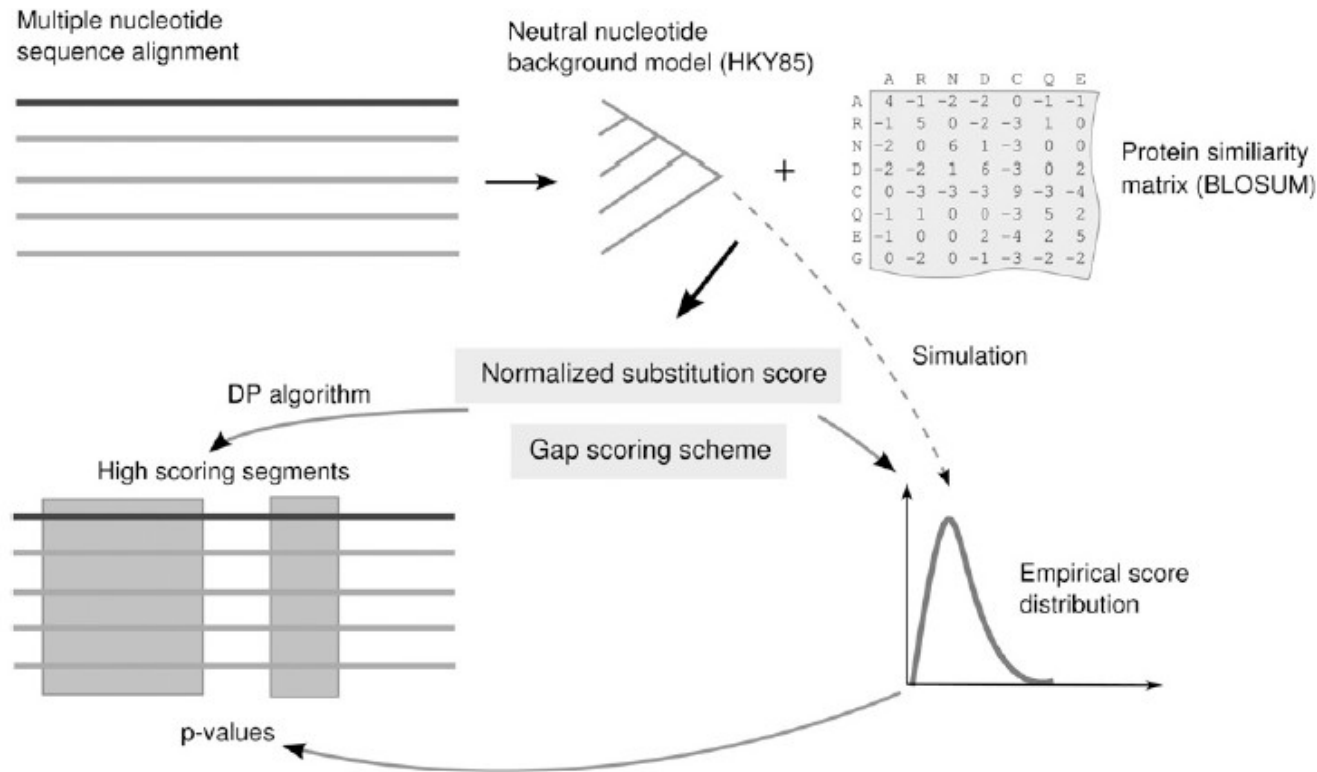 Multiple nucleotide
sequence alignment
Neutral nucleotide
background model (HKY85)
A R N D C Q E
A 4 -1 -2 -2 0 -1 -1
R -1 5 0 -2 -3 1 0
N -2 0 6 1 -3 0 0
D -2 -2 1 6 -3 0 2
C 0 -3 -3 -3 9 -3 -4
Q -1 1 0 0 -3 5 2
E -1 0 0 2 -4 2 5
G 0 -2 0 -1 -3 -2 -2
+
Protein similiarity
matrix (BLOSUM)
Simulation
Normalized substitution score
DP algorithm
Gap scoring scheme
High scoring segments
Empirical score
distribution
p-values